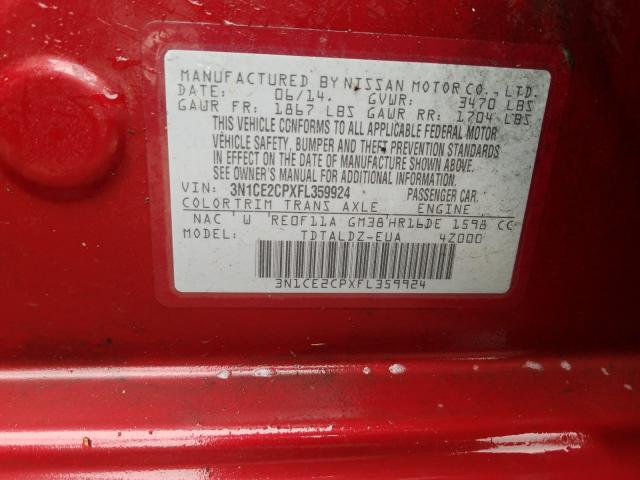 MANUFACTURED BY NISSAN MOTOR CO., LTD.
DATE: 06/14. GVWR: 3470 LBS
GAWR FR: 1867 LBS GAWR RR: 1704 LBS
THIS VEHICLE CONFORMS TO ALL APPLICABLE FEDERAL MOTOR
VEHICLE SAFETY, BUMPER AND THEFT PREVENTION STANDARDS
IN EFFECT ON THE DATE OF MANUFACTURE SHOWN ABOVE.
SEE OWNER'S MANUAL FOR ADDITIONAL INFORMATION.
VIN: 3N1CE2CPXFL359924 PASSENGER CAR.
COLOR TRIM TRANS AXLE ENGINE
NAC W RE0F11A GM38 HR16DE 1598 CC
TDTALDZ-EUA 4Z000
3N1CE2CPXFL359924